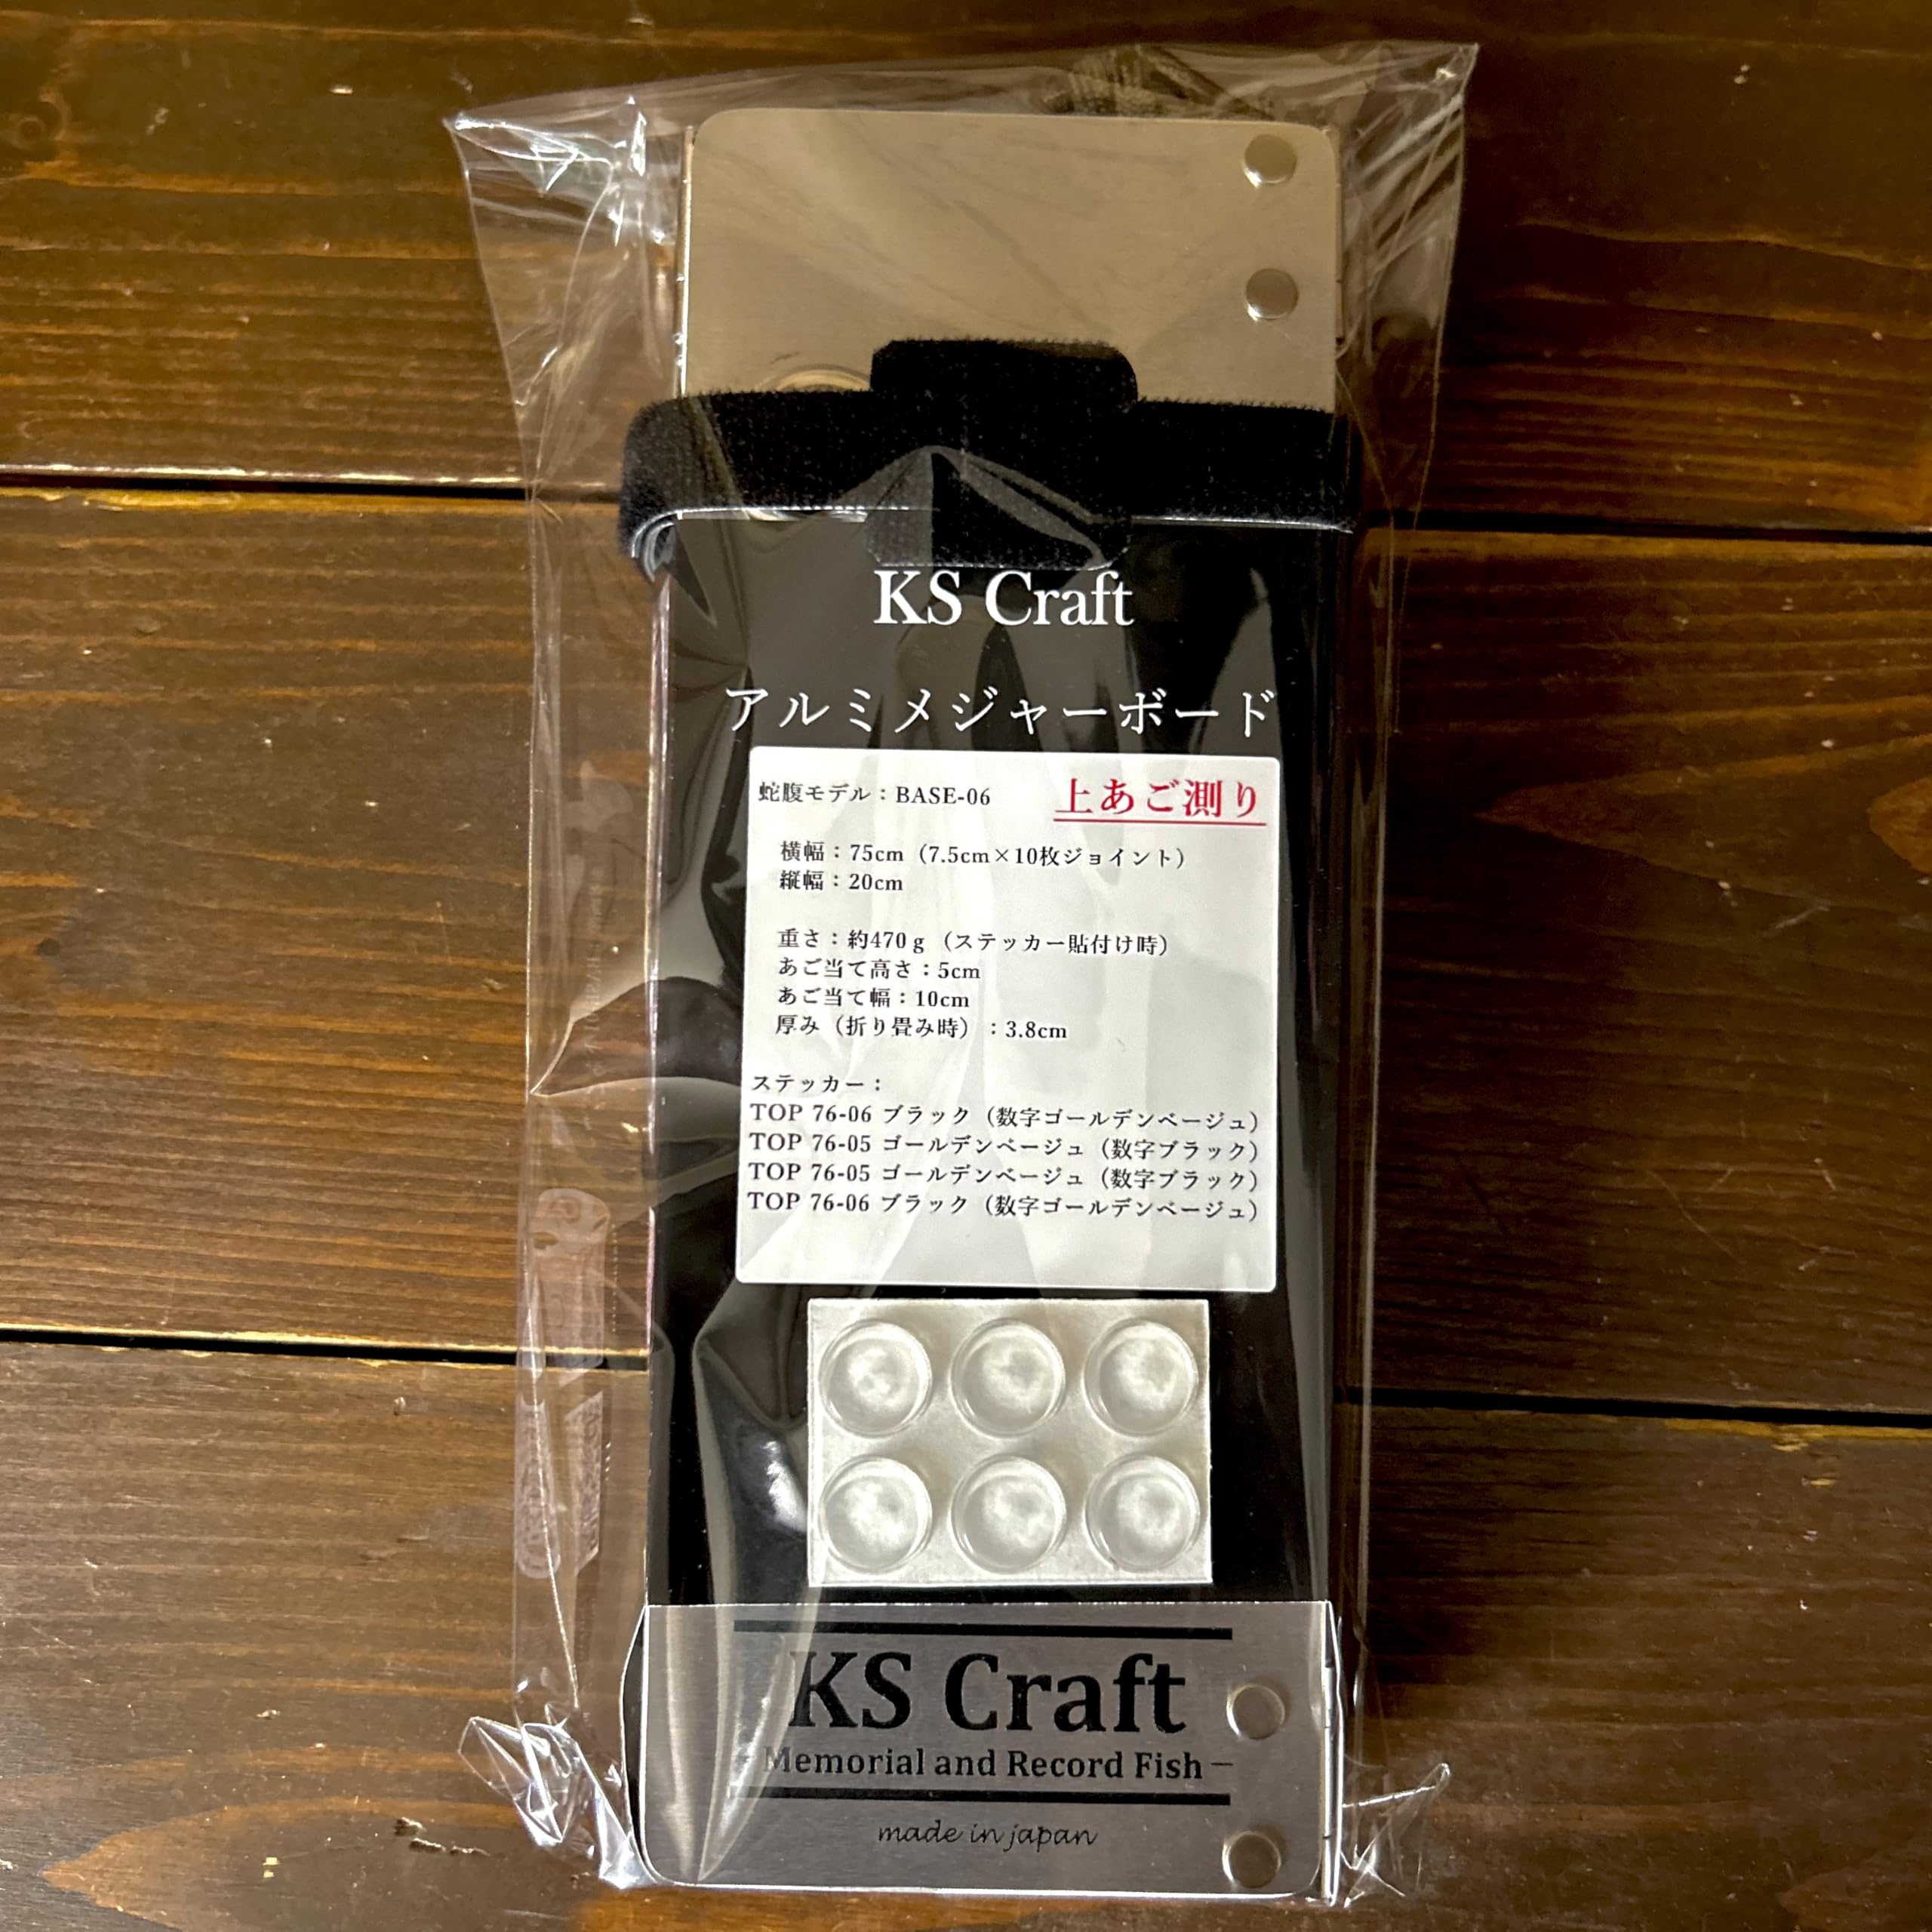 KS Craft
アルミメジャーボード
蛇腹モデル：BASE-06 上あご測り
横幅：75cm（7.5cm×10枚ジョイント）
縦幅：20cm
重さ：約470g（ステッカー貼付け時）
あご当て高さ：5cm
あご当て幅：10cm
厚み（折り畳み時）：3.8cm
ステッカー：
TOP 76-06 ブラック（数字ゴールデンベージュ）
TOP 76-05 ゴールデンベージュ（数字ブラック）
TOP 76-05 ゴールデンベージュ（数字ブラック）
TOP 76-06 ブラック（数字ゴールデンベージュ）
KS Craft
Memorial and Record Fish
made in japan